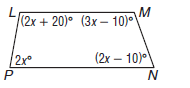 L M
(2x + 20)° (3x – 10)°
2x° (2x – 10)°
P N